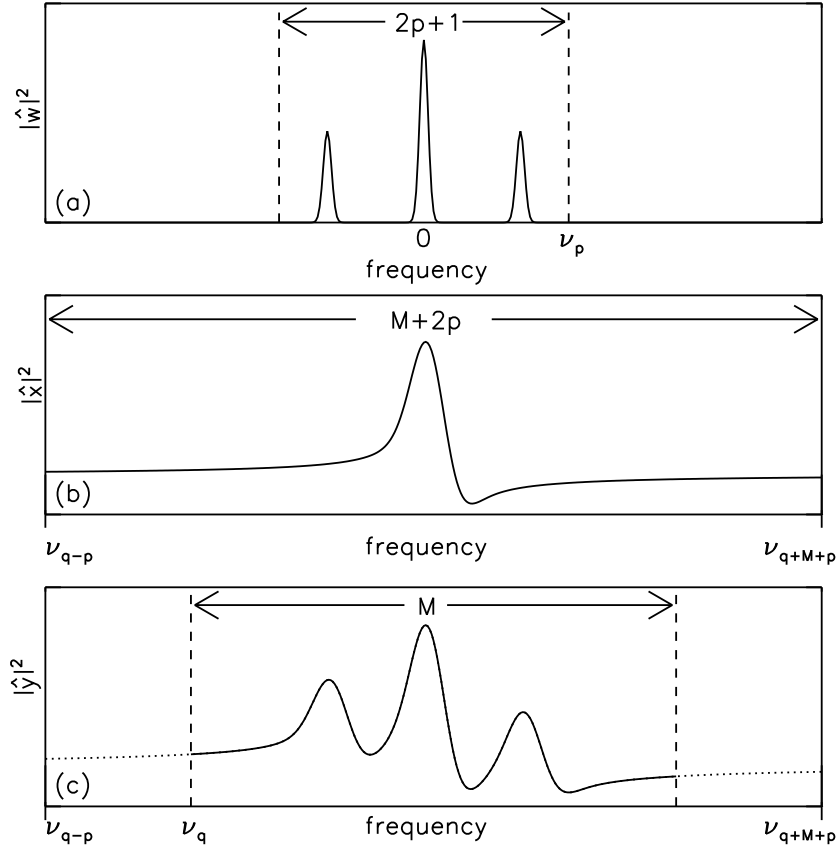 2p+1
|ŵ|²
(a)
0
ν_p
frequency
M+2p
|x̂|²
(b)
ν_{q-p}
frequency
ν_{q+M+p}
M
|ŷ|²
(c)
ν_{q-p}
ν_q
frequency
ν_{q+M+p}